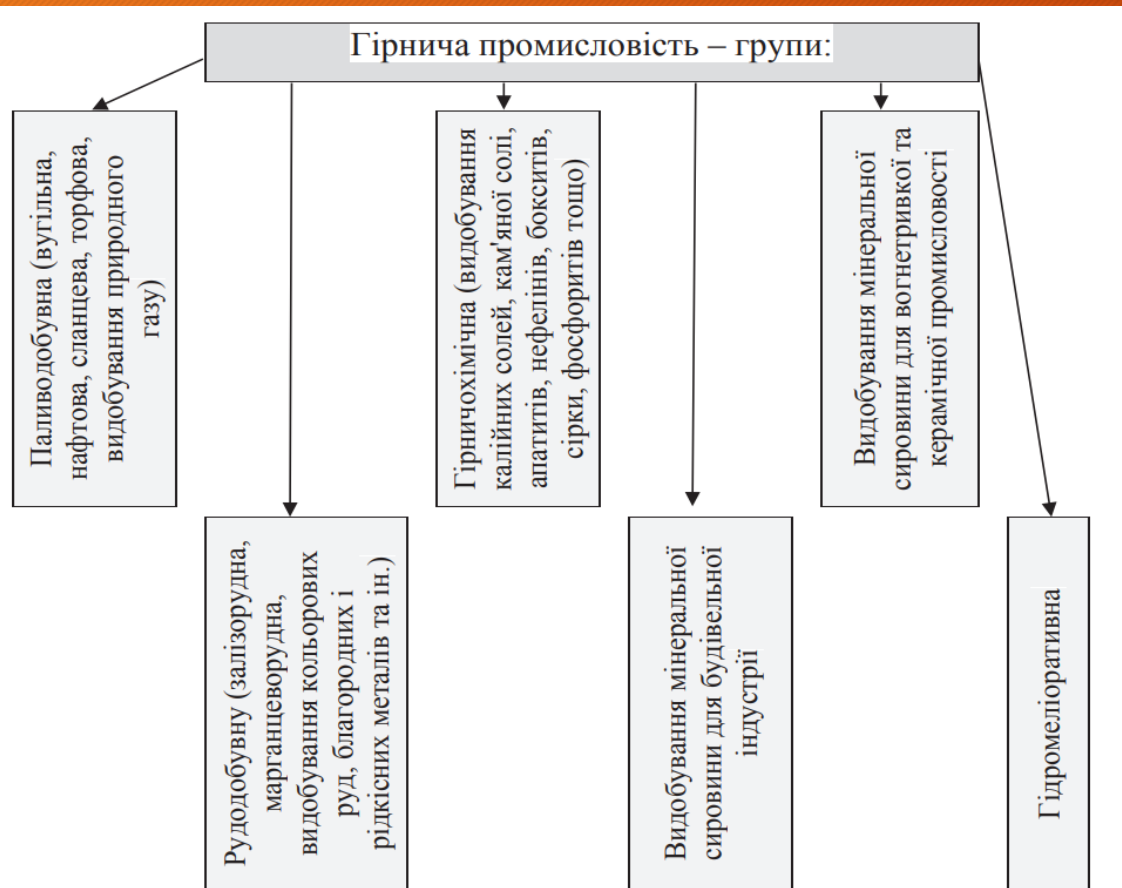 Гірнича промисловість – групи:
Паливодобувна (вугільна,
нафтова, сланцева, торфова,
видобування природного
газу)
Рудодобувну (залізорудна,
марганцеворудна,
видобування кольорових
руд, благородних і
рідкісних металів та ін.)
Гірничохімічна (видобування
калійних солей, кам'яної солі,
апатитів, нефелінів, бокситів,
сірки, фосфоритів тощо)
Видобування мінеральної
сировини для будівельної
індустрії
Видобування мінеральної
сировини для вогнетривкої та
керамічної промисловості
Гідромеліоративна